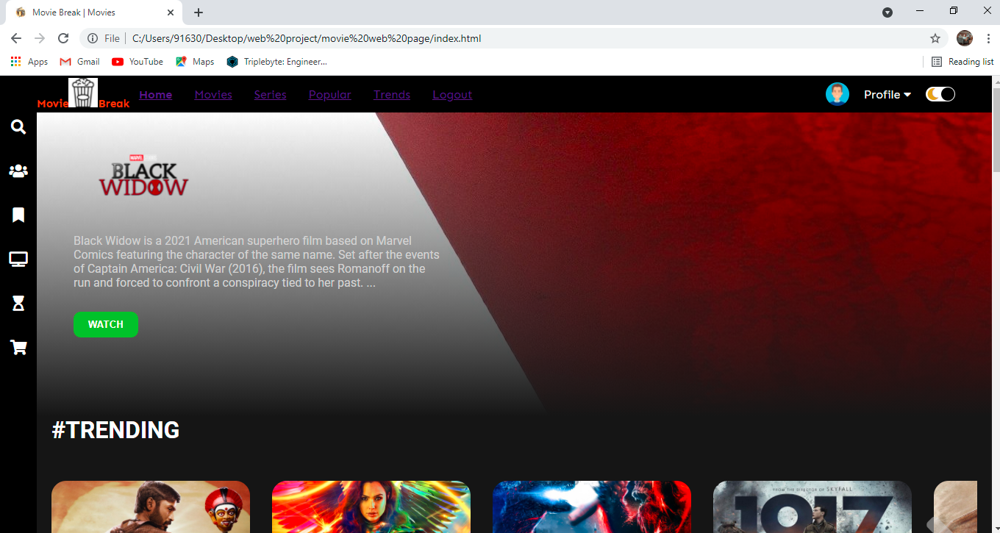 Movie Break | Movies
File
C:/Users/91630/Desktop/web%20project/movie%20web%20page/index.html
Apps Gmail YouTube Maps Triplebyte: Engineer... Reading list
MovieBreak Home Movies Series Popular Trends Logout Profile
MARVEL
BLACK
WIDOW
Black Widow is a 2021 American superhero film based on Marvel
Comics featuring the character of the same name. Set after the events
of Captain America: Civil War (2016), the film sees Romanoff on the
run and forced to confront a conspiracy tied to her past. ...
WATCH
#TRENDING
FROM THE DIRECTOR OF SKYFALL
1917